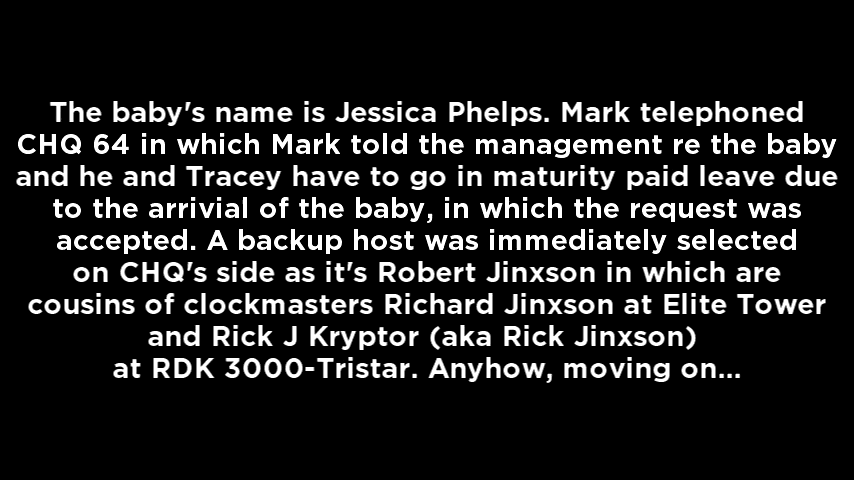 The baby's name is Jessica Phelps. Mark telephoned
CHQ 64 in which Mark told the management re the baby
and he and Tracey have to go in maturity paid leave due
to the arrivial of the baby, in which the request was
accepted. A backup host was immediately selected
on CHQ's side as it's Robert Jinxson in which are
cousins of clockmasters Richard Jinxson at Elite Tower
and Rick J Kryptor (aka Rick Jinxson)
at RDK 3000-Tristar. Anyhow, moving on...